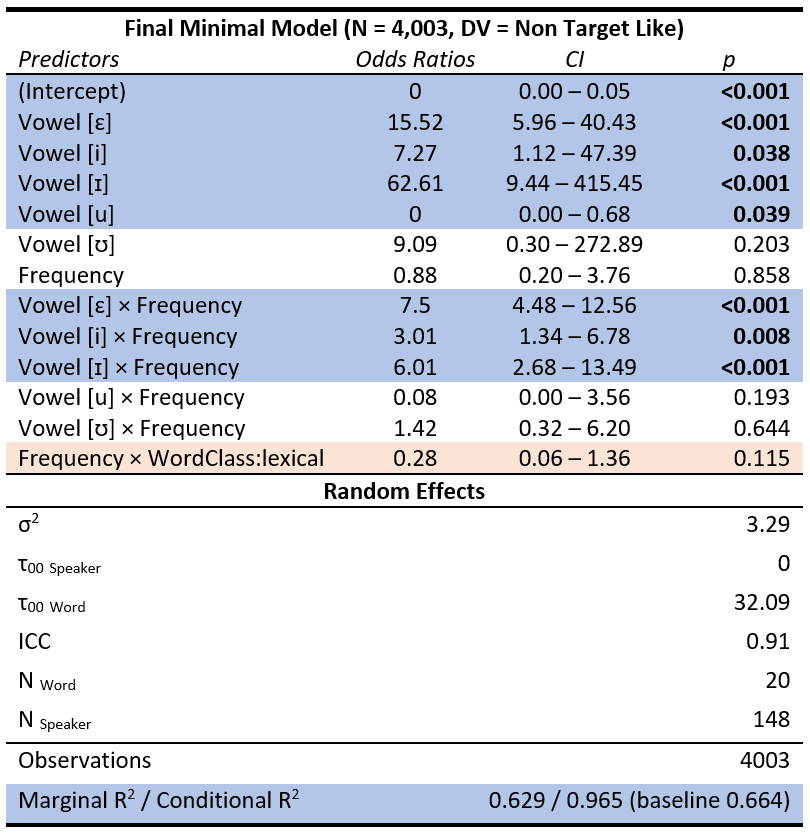 Final Minimal Model (N = 4,003, DV = Non Target Like)
Predictors Odds Ratios CI p
(Intercept) 0 0.00 – 0.05 <0.001
Vowel [ɛ] 15.52 5.96 – 40.43 <0.001
Vowel [i] 7.27 1.12 – 47.39 0.038
Vowel [ɪ] 62.61 9.44 – 415.45 <0.001
Vowel [u] 0 0.00 – 0.68 0.039
Vowel [ʊ] 9.09 0.30 – 272.89 0.203
Frequency 0.88 0.20 – 3.76 0.858
Vowel [ɛ] × Frequency 7.5 4.48 – 12.56 <0.001
Vowel [i] × Frequency 3.01 1.34 – 6.78 0.008
Vowel [ɪ] × Frequency 6.01 2.68 – 13.49 <0.001
Vowel [u] × Frequency 0.08 0.00 – 3.56 0.193
Vowel [ʊ] × Frequency 1.42 0.32 – 6.20 0.644
Frequency × WordClass:lexical 0.28 0.06 – 1.36 0.115
Random Effects
σ² 3.29
τ₀₀ Speaker 0
τ₀₀ Word 32.09
ICC 0.91
N Word 20
N Speaker 148
Observations 4003
Marginal R² / Conditional R² 0.629 / 0.965 (baseline 0.664)